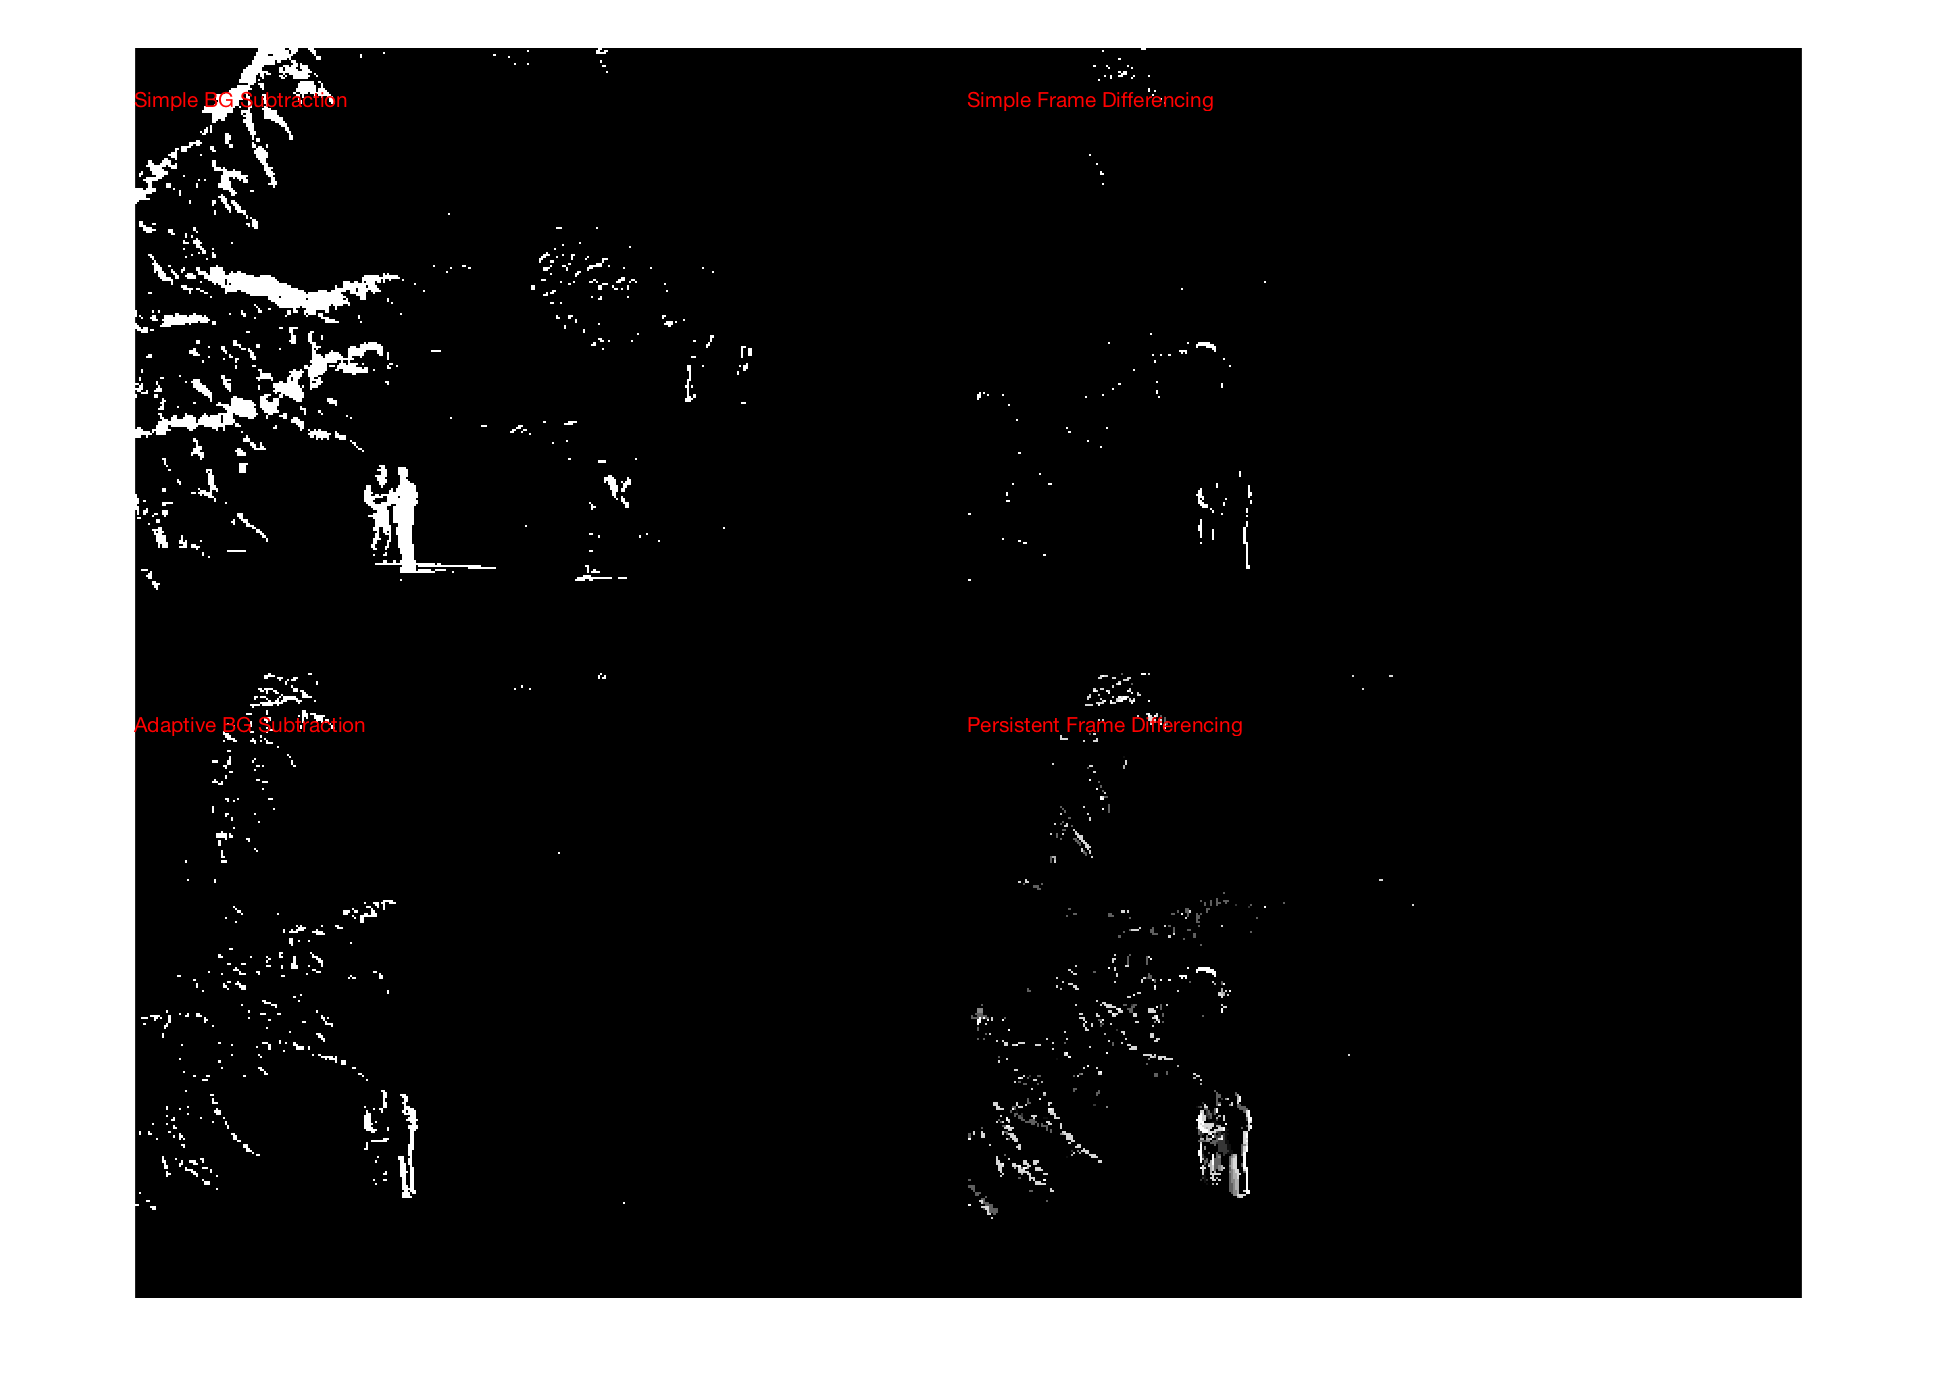 Simple BG Subtraction
Simple Frame Differencing
Adaptive BG Subtraction
Persistent Frame Differencing